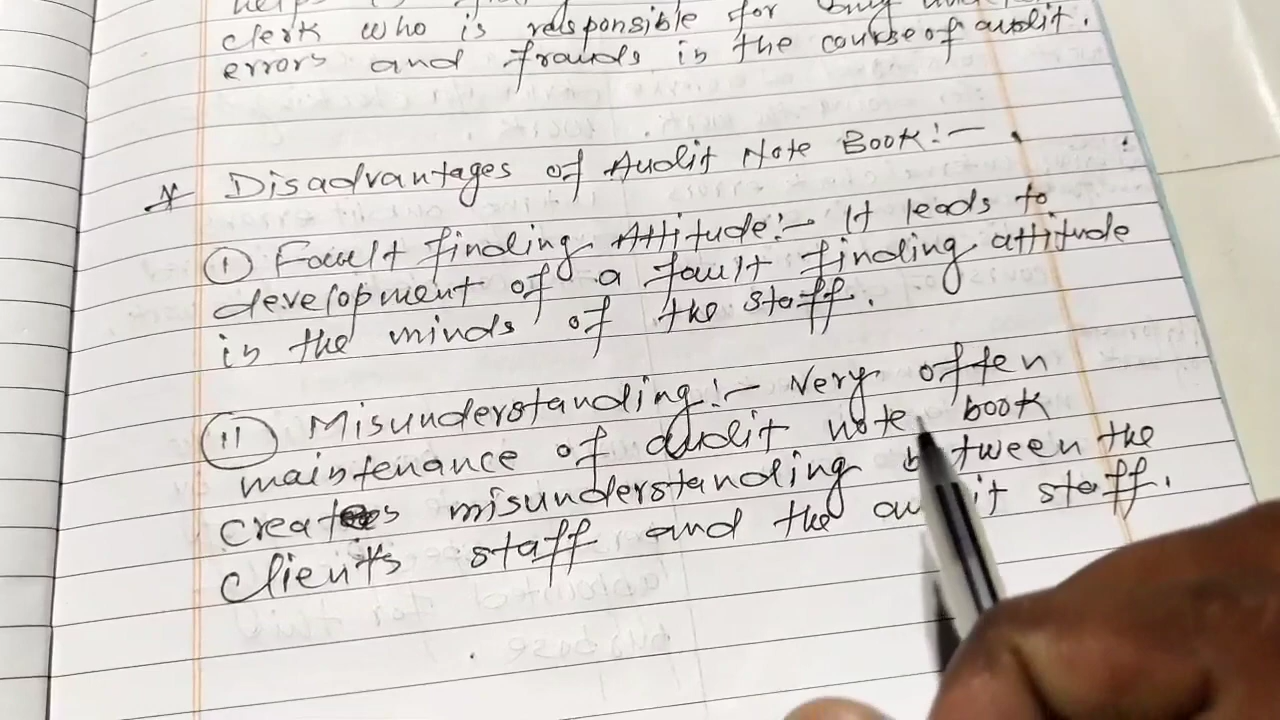 clerk who is responsible for any
errors and frauds in the course of audit.
* Disadvantages of Audit Note Book:-
(1) Fault finding Attitude:- It leads to
development of a fault finding attitude
in the minds of the staff.
(11) Misunderstanding:- Very often
maintenance of audit note book
creates misunderstanding between the
clients staff and the audit staff.